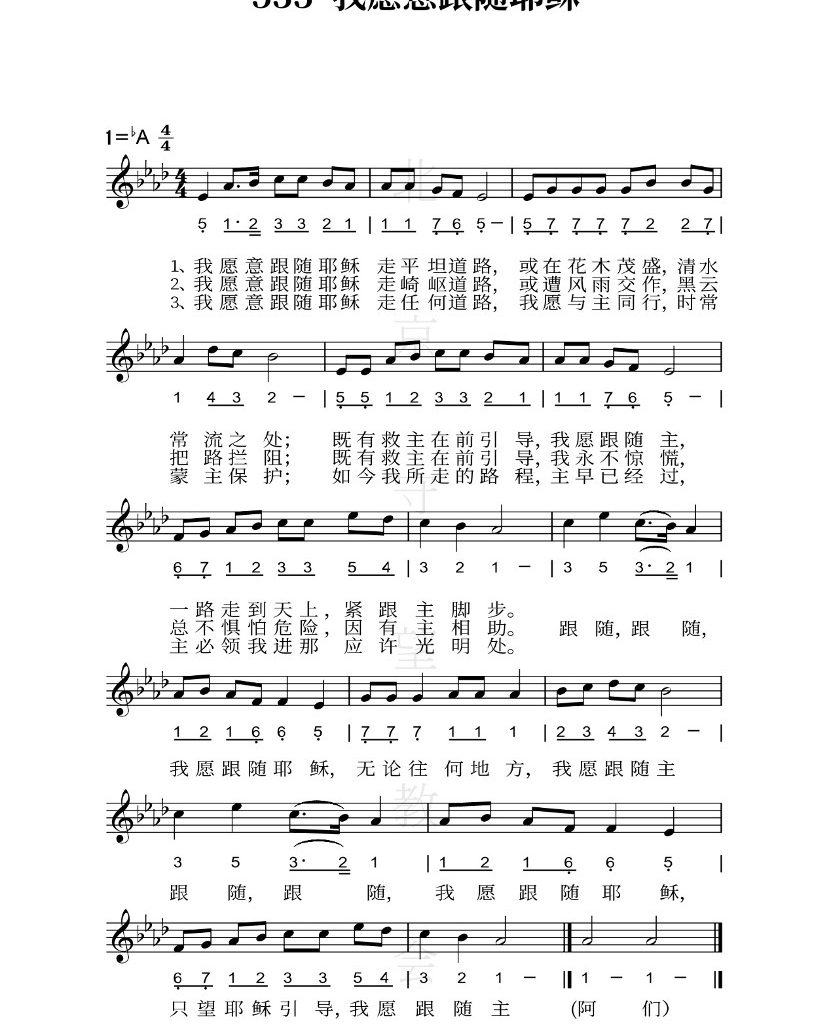 335 我愿意跟随耶稣
1=♭A 4/4
5 1· 2 3 3 2 1 | 1 1 7 6 5 – | 5 7 7 7 7 2 2 7 |
1、我愿意跟随耶稣 走平坦道路, 或在花木茂盛,清水
2、我愿意跟随耶稣 走崎岖道路, 或遭风雨交作,黑云
3、我愿意跟随耶稣 走任何道路, 我愿与主同行,时常
1 4 3 2 – | 5 5 1 2 3 3 2 1 | 1 1 7 6 5 – |
常流之处; 既有救主在前引导,我愿跟随主,
把路拦阻; 既有救主在前引导,我永不惊慌,
蒙主保护; 如今我所走的路程,主早已经过,
6 7 1 2 3 3 5 4 | 3 2 1 – | 3 5 3· 2 1 |
一路走到天上,紧跟主脚步。
总不惧怕危险,因有主相助。 跟随,跟随,
主必领我进那应许光明处。
1 2 1 6 6 5 | 7 7 7 1 1 1 | 2 3 4 3 2 – |
我愿跟随耶稣,无论往何地方,我愿跟随主
3 5 3· 2 1 | 1 2 1 6 6 5 |
跟随,跟随,我愿跟随耶稣,
6 7 1 2 3 3 5 4 | 3 2 1 – ‖ 1 – 1 – ‖
只望耶稣引导,我愿跟随主 (阿们)
北京守望教会